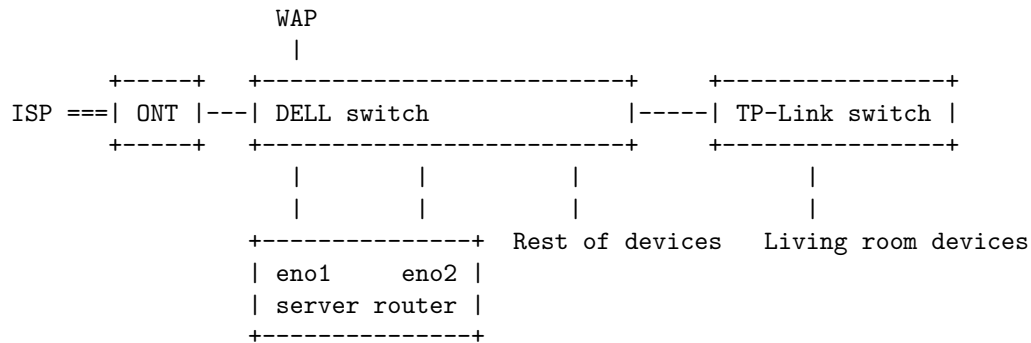 WAP
ISP ===| ONT |---| DELL switch |-----| TP-Link switch |
Rest of devices Living room devices
eno1 eno2
server router